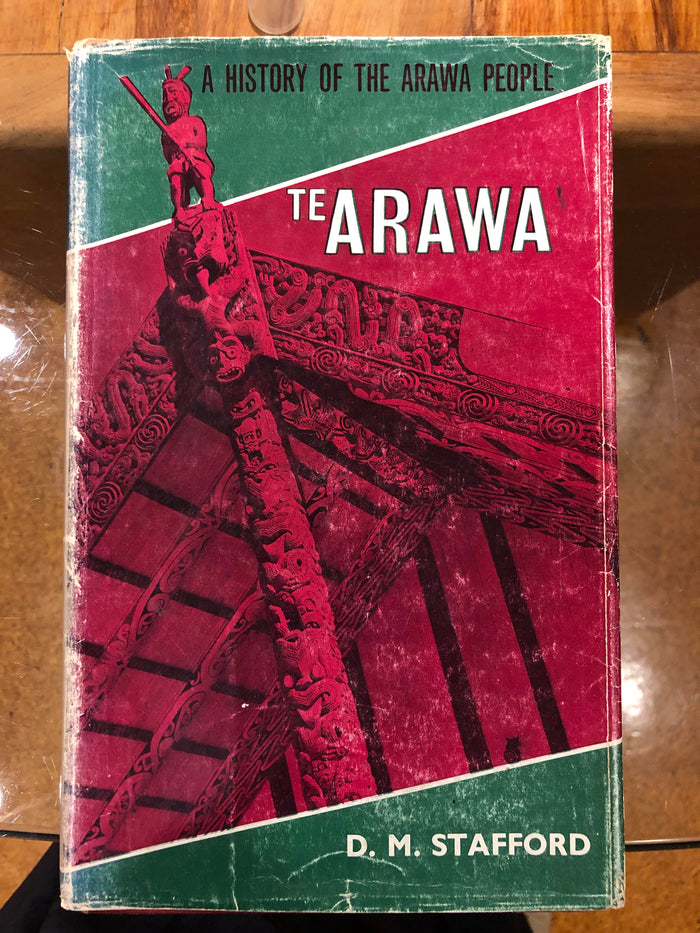 A HISTORY OF THE ARAWA PEOPLE
TE ARAWA
D. M. STAFFORD